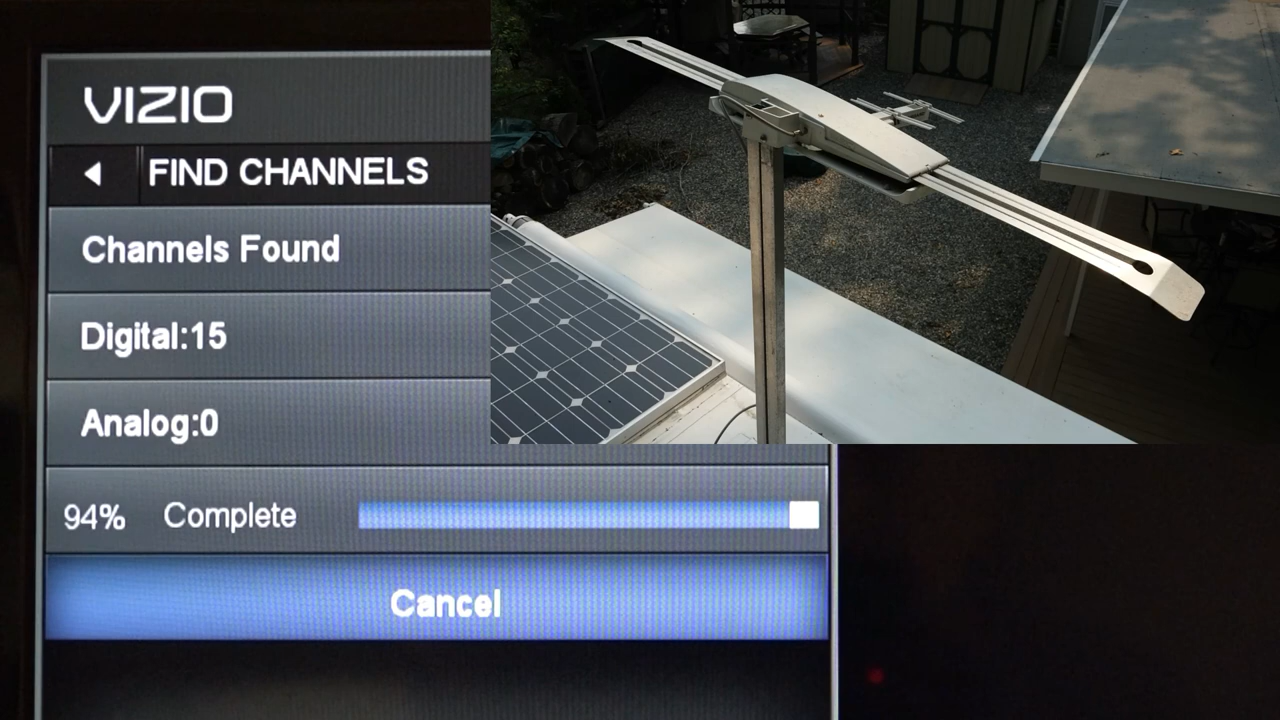 VIZIO
FIND CHANNELS
Channels Found
Digital:15
Analog:0
94% Complete
Cancel